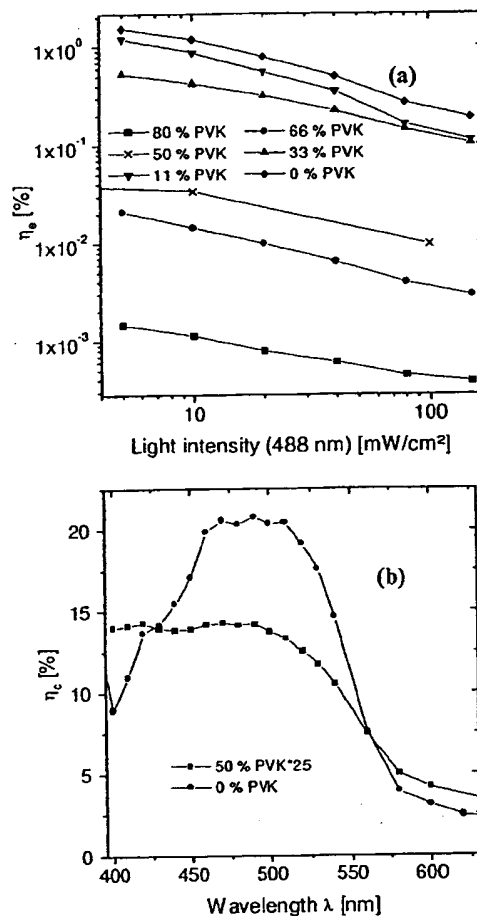 1x10⁰
(a)
80 % PVK 66 % PVK
50 % PVK 33 % PVK
11 % PVK 0 % PVK
1x10⁻¹
ηₑ [%]
1x10⁻²
1x10⁻³
10 100
Light intensity (488 nm) [mW/cm²]
25
20
(b)
15
η_c [%]
10
5
50 % PVK*25
0 % PVK
0
400 450 500 550 600
Wavelength λ [nm]